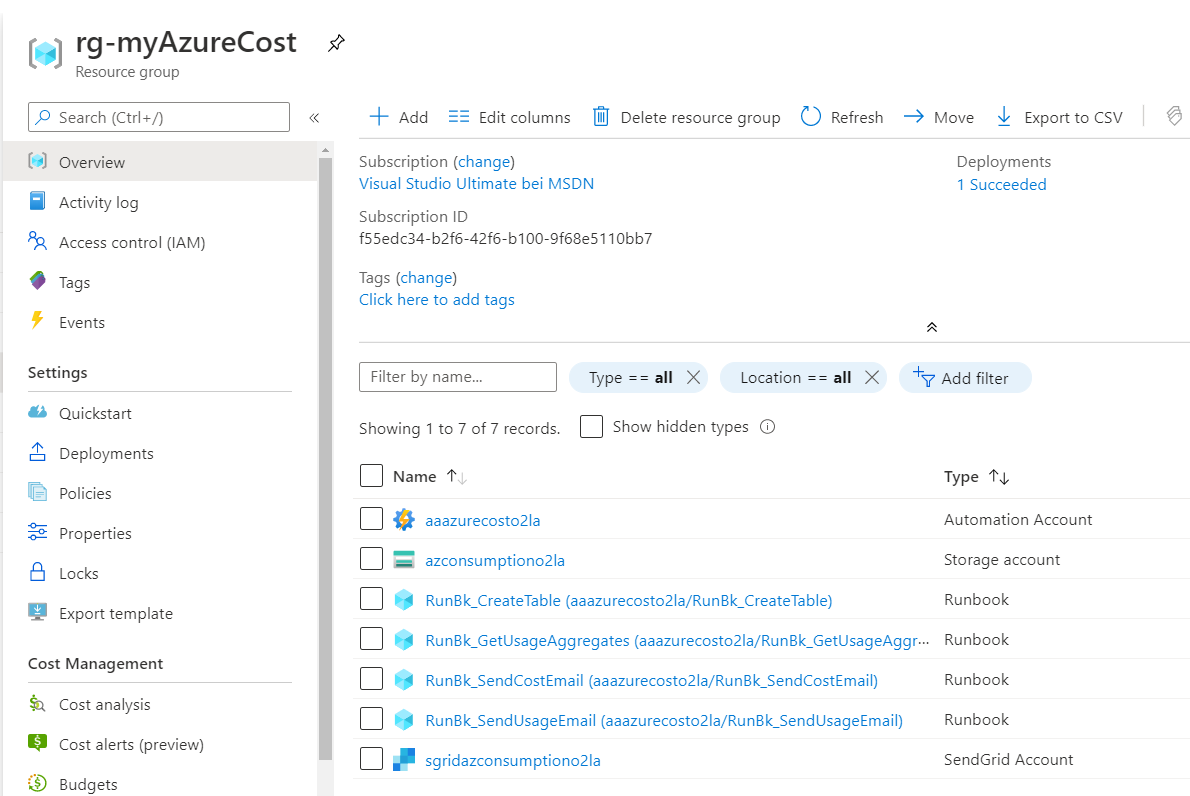 rg-myAzureCost
Resource group
Search (Ctrl+/)
«
Overview
Activity log
Access control (IAM)
Tags
Events
Settings
Quickstart
Deployments
Policies
Properties
Locks
Export template
Cost Management
Cost analysis
Cost alerts (preview)
Budgets
Add Edit columns Delete resource group Refresh Move Export to CSV
Subscription (change)
Visual Studio Ultimate bei MSDN
Subscription ID
f55edc34-b2f6-42f6-b100-9f68e5110bb7
Tags (change)
Click here to add tags
Deployments
1 Succeeded
Filter by name... Type == all Location == all Add filter
Showing 1 to 7 of 7 records. Show hidden types
Name Type
aaazurecosto2la Automation Account
azconsumptiono2la Storage account
RunBk_CreateTable (aaazurecosto2la/RunBk_CreateTable) Runbook
RunBk_GetUsageAggregates (aaazurecosto2la/RunBk_GetUsageAggr··· Runbook
RunBk_SendCostEmail (aaazurecosto2la/RunBk_SendCostEmail) Runbook
RunBk_SendUsageEmail (aaazurecosto2la/RunBk_SendUsageEmail) Runbook
sgridazconsumptiono2la SendGrid Account